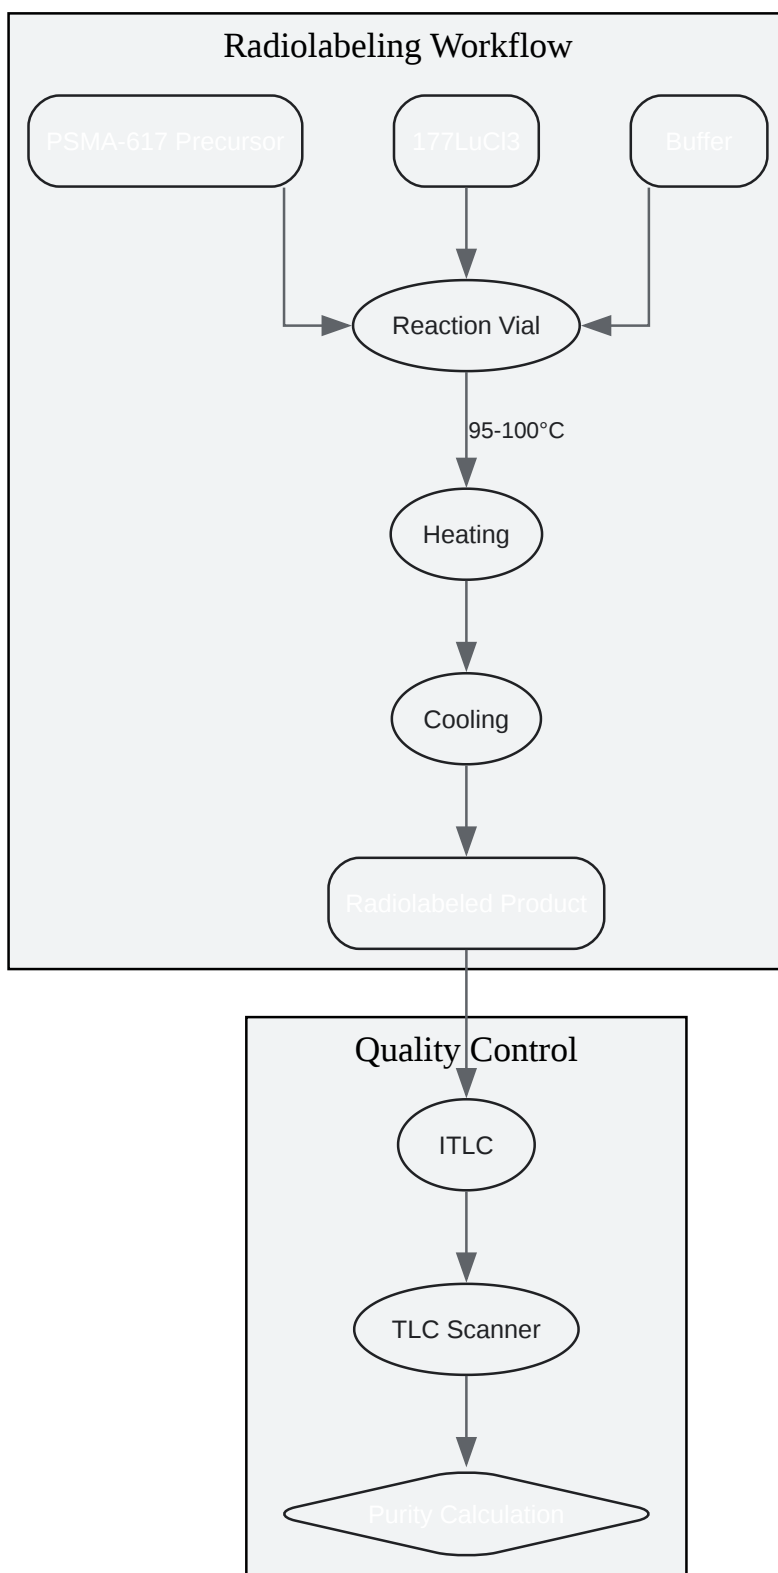 Radiolabeling Workflow
PSMA-617 Precursor
177LuCl3
Buffer
Reaction Vial
95-100°C
Heating
Cooling
Radiolabeled Product
Quality Control
ITLC
TLC Scanner
Purity Calculation